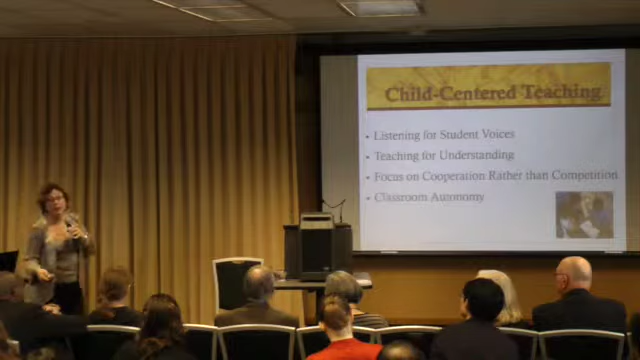 Child-Centered Teaching
• Listening for Student Voices
• Teaching for Understanding
• Focus on Cooperation Rather than Competition
• Classroom Autonomy